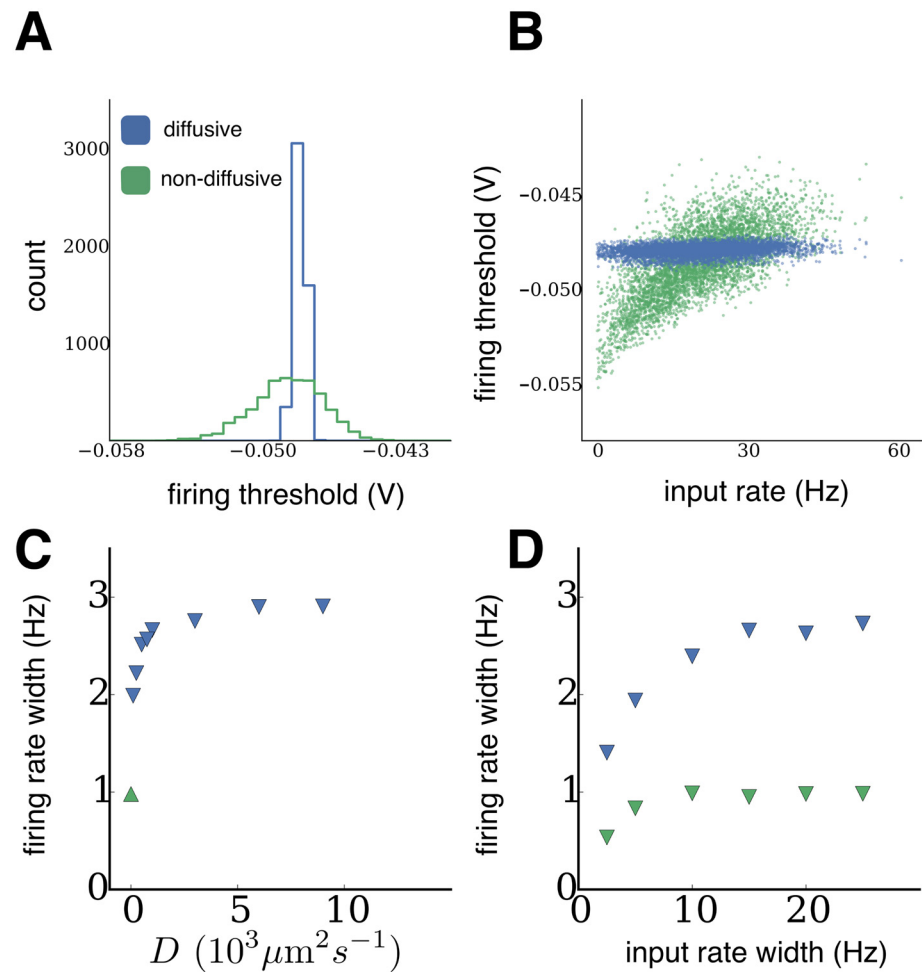 A
diffusive
non-diffusive
3000
2000
1000
count
−0.058
−0.050
−0.043
firing threshold (V)
B
−0.045
−0.050
−0.055
firing threshold (V)
0
30
60
input rate (Hz)
C
3
2
1
0
firing rate width (Hz)
0
5
10
D (10³μm²s⁻¹)
D
3
2
1
0
firing rate width (Hz)
0
10
20
input rate width (Hz)